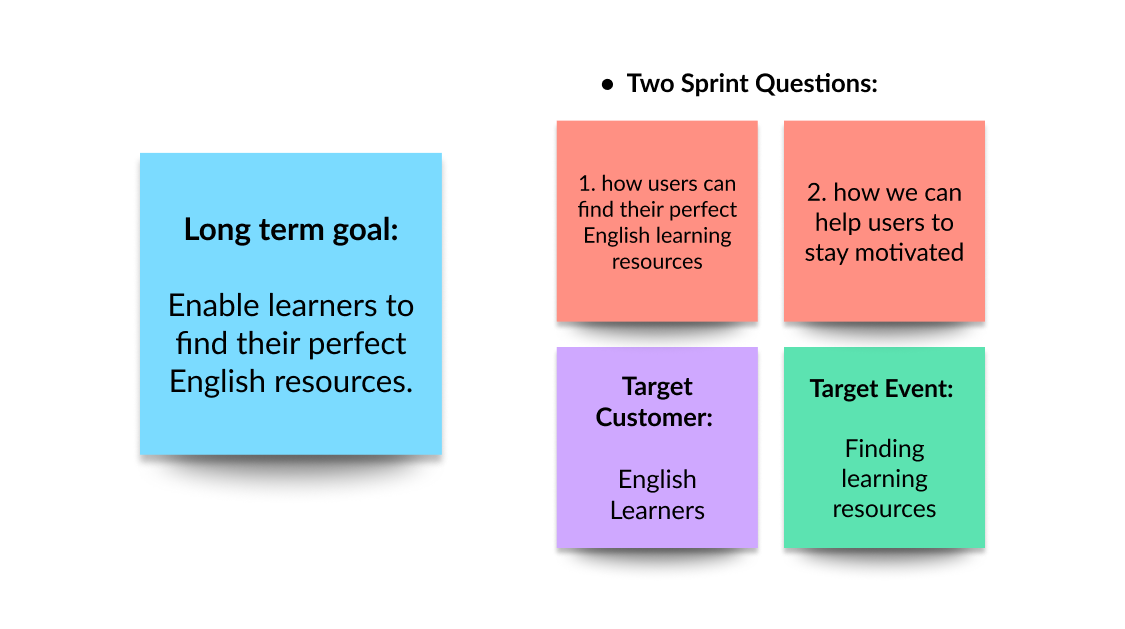 Long term goal:
Enable learners to
find their perfect
English resources.
• Two Sprint Questions:
1. how users can
find their perfect
English learning
resources
2. how we can
help users to
stay motivated
Target
Customer:
English
Learners
Target Event:
Finding
learning
resources